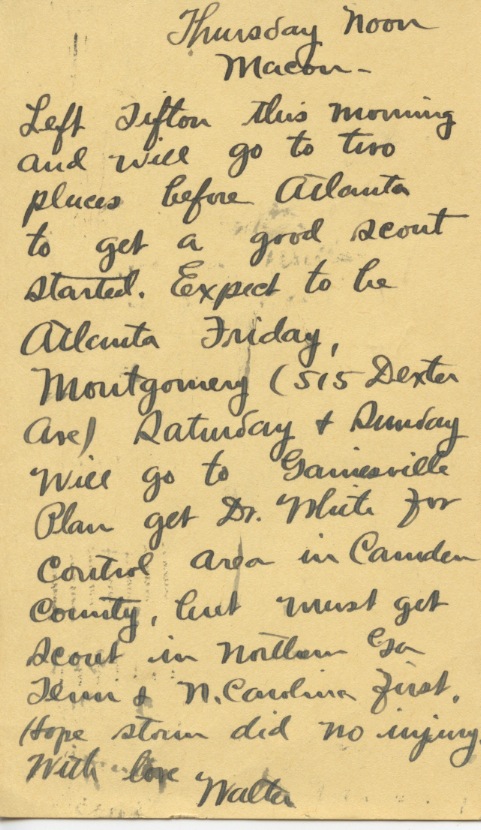 Thursday Noon
Macon -
Left Tifton this morning
and will go to two
places before Atlanta
to get a good scout
started. Expect to be
Atlanta Friday,
Montgomery (515 Dexter
Ave) Saturday & Sunday
Will go to Gainesville
Plan get Dr. White for
control area in Camden
County, but must get
scout in Northern Ga
Tenn & N. Carolina first.
Hope storm did no injury.
With love
Walter